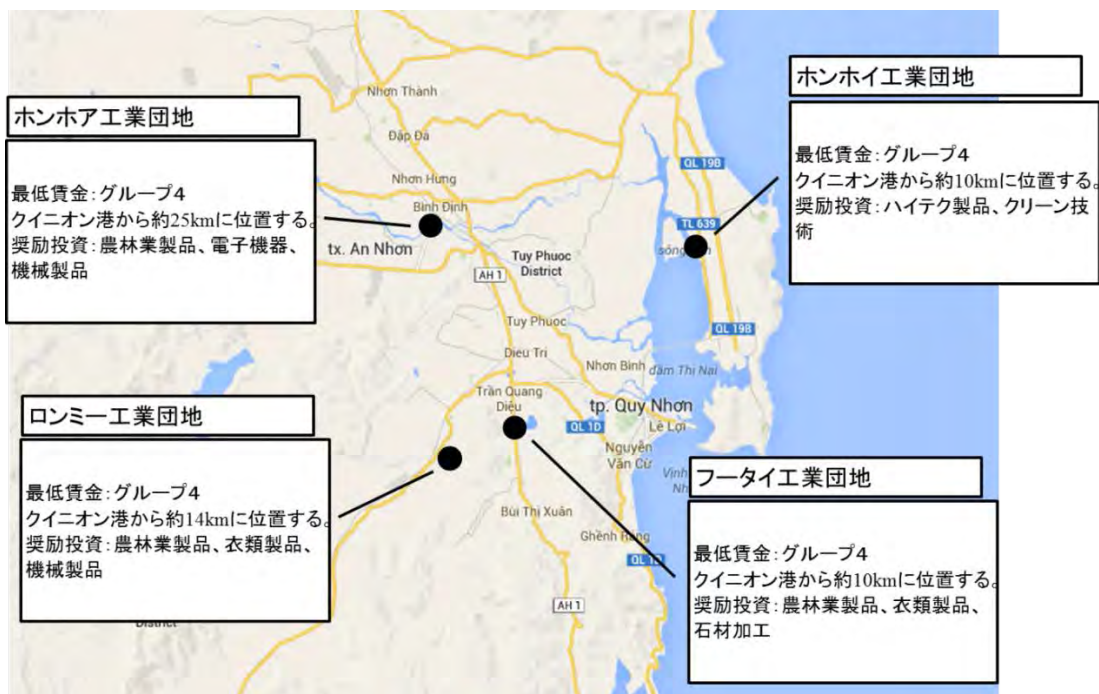 ホンホア工業団地
最低賃金:グループ4
クイニオン港から約25kmに位置する。
奨励投資:農林業製品、電子機器、
機械製品
ホンホイ工業団地
最低賃金:グループ4
クイニオン港から約10kmに位置する。
奨励投資:ハイテク製品、クリーン技
術
ロンミー工業団地
最低賃金:グループ4
クイニオン港から約14kmに位置する。
奨励投資:農林業製品、衣類製品、
機械製品
フータイ工業団地
最低賃金:グループ4
クイニオン港から約10kmに位置する。
奨励投資:農林業製品、衣類製品、
石材加工
Nhơn Thành
Đập Đá
Nhơn Hưng
Bình Định
tx. An Nhơn
AH 1
Tuy Phuoc
District
Tuy Phuoc
Dieu Tri
Trần Quang
Diệu
Nhơn Bình
đầm Thị Nại
tp. Quy Nhơn
Lê Lợi
QL 1D
Nguyễn
Văn Cừ
Bùi Thị Xuân
Ghềnh Ráng
AH 1
QL 19B
TL 639
QL 19B
District